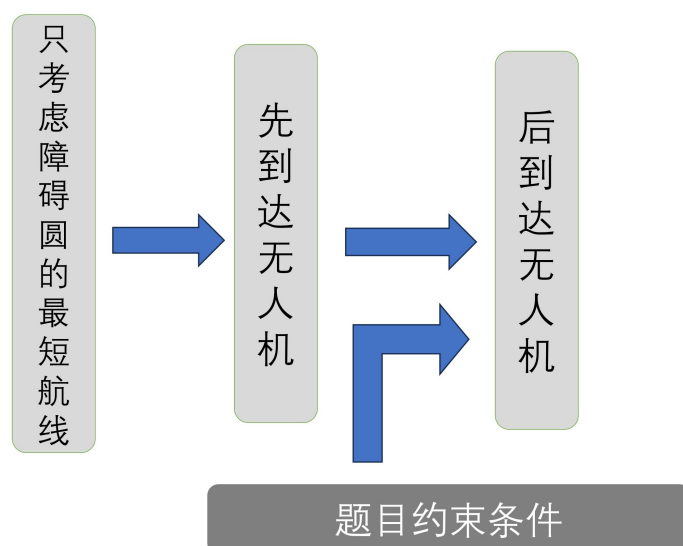 只考虑障碍圆的最短航线
先到达无人机
后到达无人机
题目约束条件